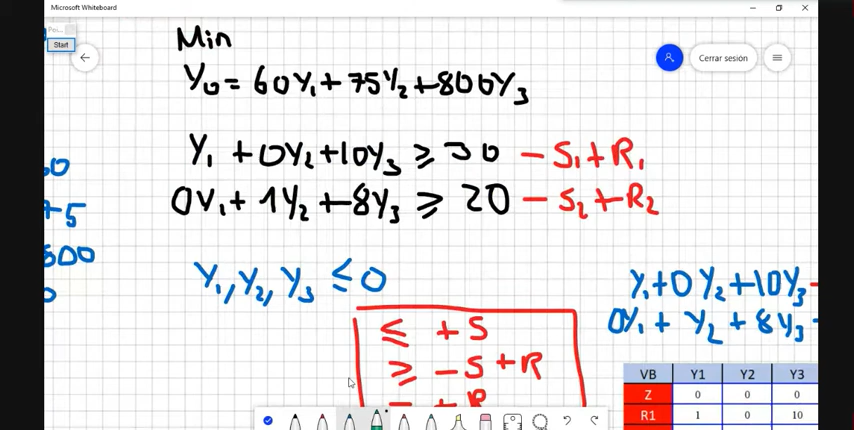 Microsoft Whiteboard
Start
Cerrar sesión
Min
Y0 = 60Y1 + 75Y2 + 800Y3
Y1 + 0Y2 + 10Y3 ≥ 30 - S1 + R1
0Y1 + 1Y2 + 8Y3 ≥ 20 - S2 + R2
+5
Y1, Y2, Y3 ≤ 0
≤ + S
≥ - S + R
Y1 + 0Y2 + 10Y3
0Y1 + Y2 + 8Y3
VB Y1 Y2 Y3
Z 0 0 0
R1 1 0 10